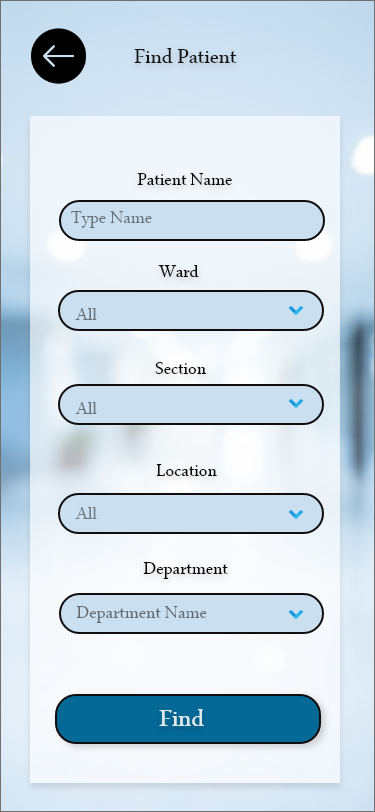 Find Patient
Patient Name
Type Name
Ward
All
Section
All
Location
All
Department
Department Name
Find